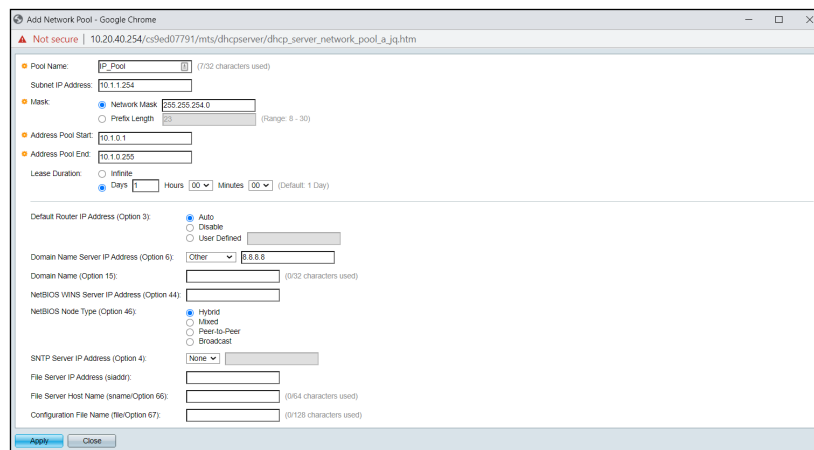 Add Network Pool - Google Chrome
Not secure | 10.20.40.254/cs9ed07791/mts/dhcpserver/dhcp_server_network_pool_a_jq.htm
Pool Name: IP_Pool (7/32 characters used)
Subnet IP Address: 10.1.1.254
Mask: Network Mask 255.255.254.0
Prefix Length 23 (Range: 8 - 30)
Address Pool Start: 10.1.0.1
Address Pool End: 10.1.0.255
Lease Duration: Infinite
Days 1 Hours 00 Minutes 00 (Default: 1 Day)
Default Router IP Address (Option 3): Auto
Disable
User Defined
Domain Name Server IP Address (Option 6): Other 8.8.8.8
Domain Name (Option 15): (0/32 characters used)
NetBIOS WINS Server IP Address (Option 44):
NetBIOS Node Type (Option 46): Hybrid
Mixed
Peer-to-Peer
Broadcast
SNTP Server IP Address (Option 4): None
File Server IP Address (siaddr):
File Server Host Name (sname/Option 66): (0/64 characters used)
Configuration File Name (file/Option 67): (0/128 characters used)
Apply Close